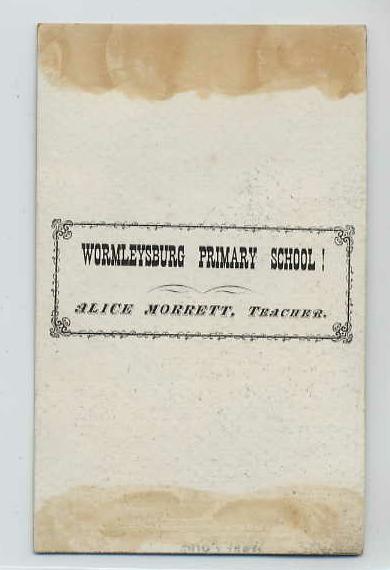 WORMLEYSBURG PRIMARY SCHOOL!
ALICE MORRETT, TEACHER.